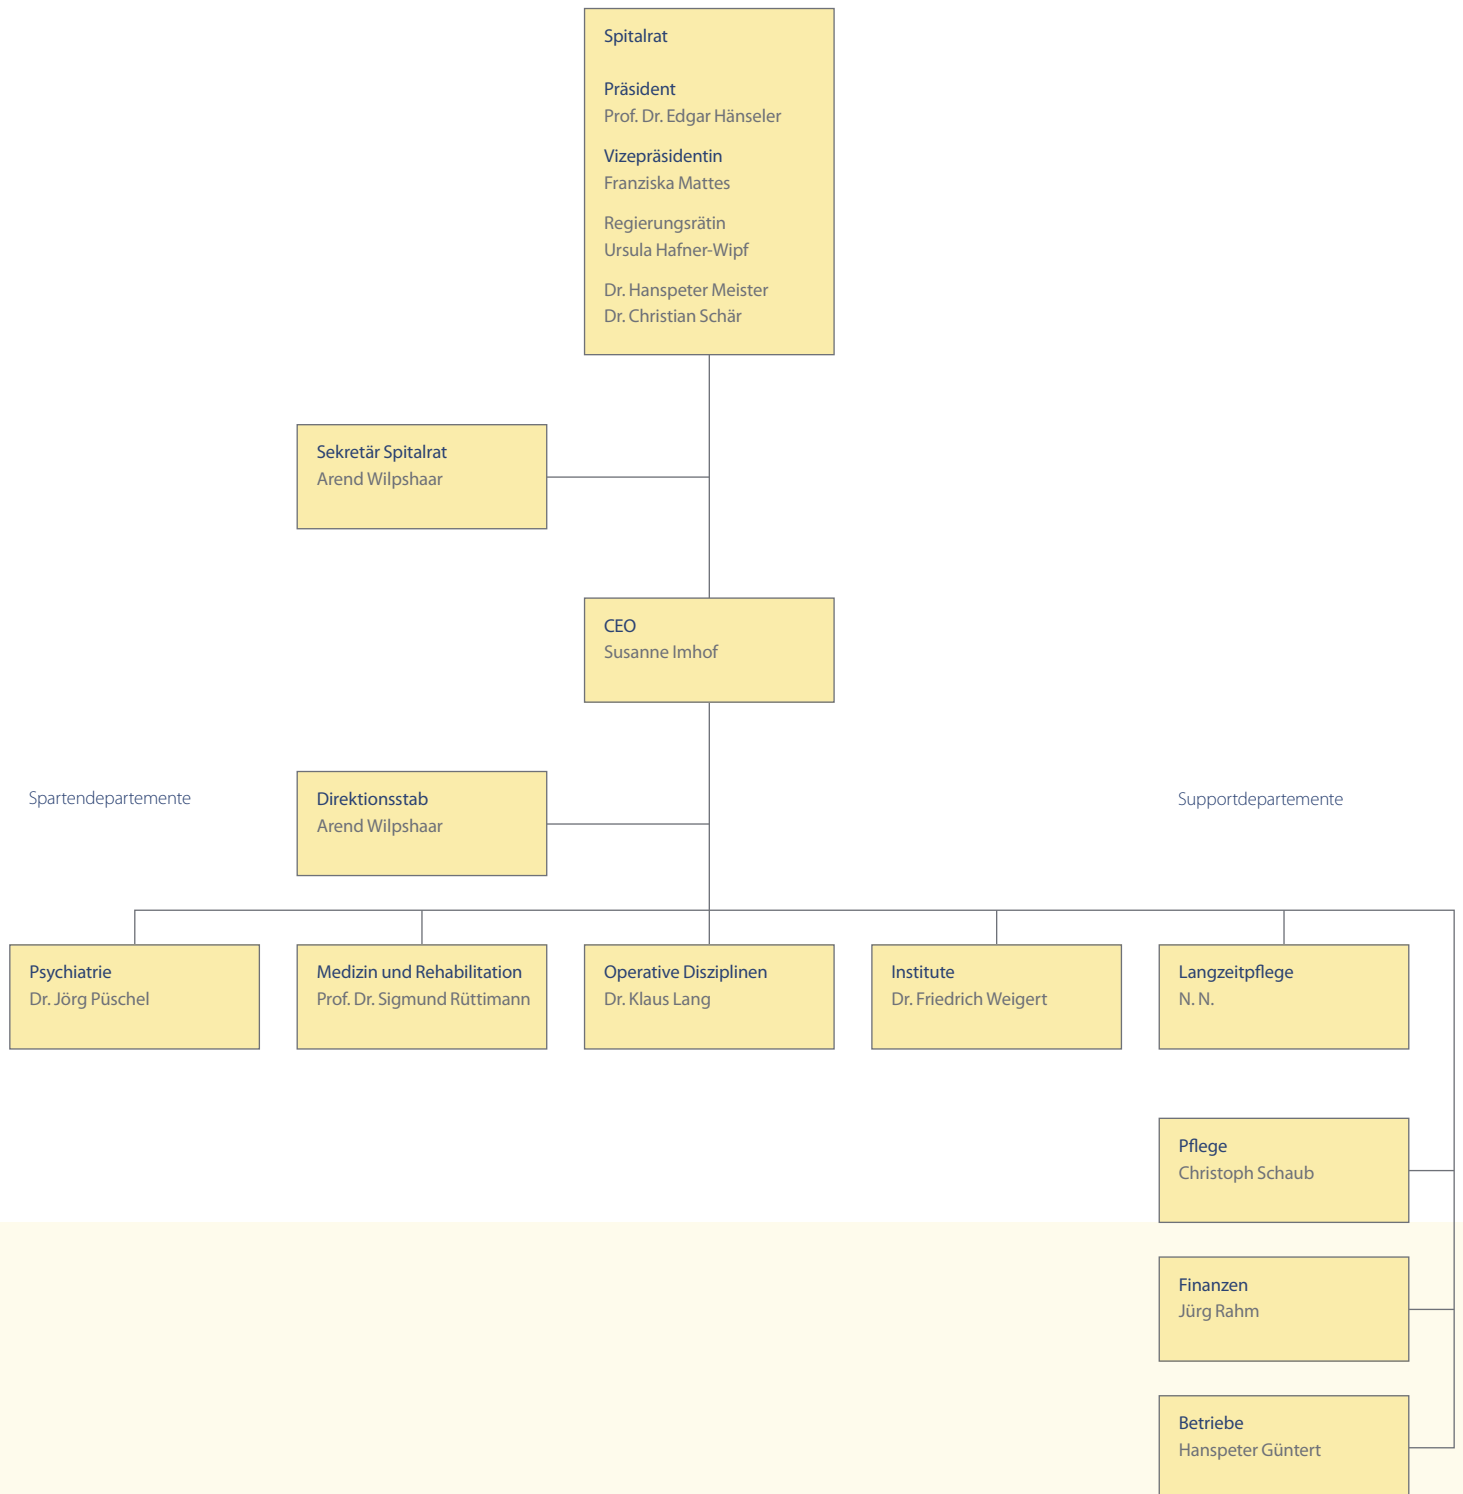 Spitalrat
Präsident
Prof. Dr. Edgar Hänseler
Vizepräsidentin
Franziska Mattes
Regierungsrätin
Ursula Hafner-Wipf
Dr. Hanspeter Meister
Dr. Christian Schär
Sekretär Spitalrat
Arend Wilpshaar
CEO
Susanne Imhof
Spartendepartemente
Direktionsstab
Arend Wilpshaar
Supportdepartemente
Psychiatrie
Dr. Jörg Püschel
Medizin und Rehabilitation
Prof. Dr. Sigmund Rüttimann
Operative Disziplinen
Dr. Klaus Lang
Institute
Dr. Friedrich Weigert
Langzeitpflege
N. N.
Pflege
Christoph Schaub
Finanzen
Jürg Rahm
Betriebe
Hanspeter Güntert